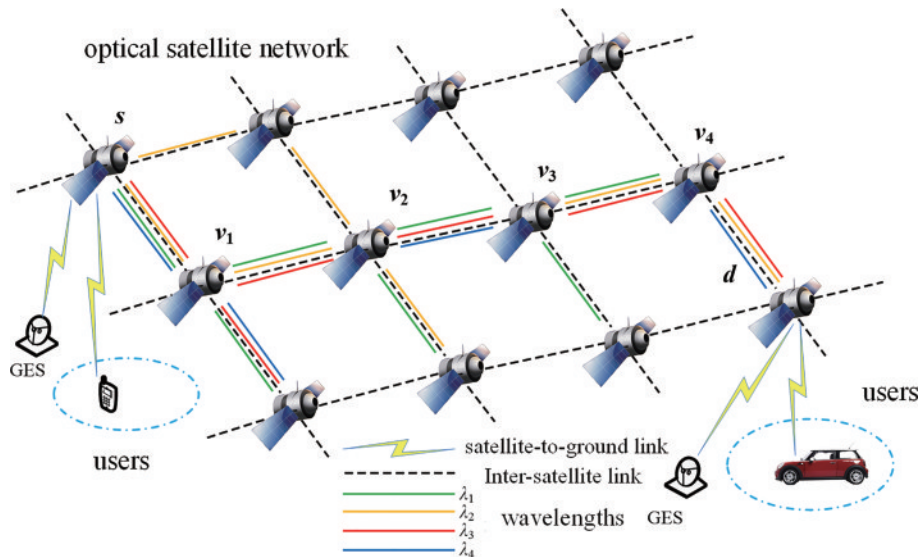 optical satellite network
s
v4
v3
v2
v1
d
GES
users
users
satellite-to-ground link
Inter-satellite link
λ1
λ2
wavelengths
λ3
λ4
GES